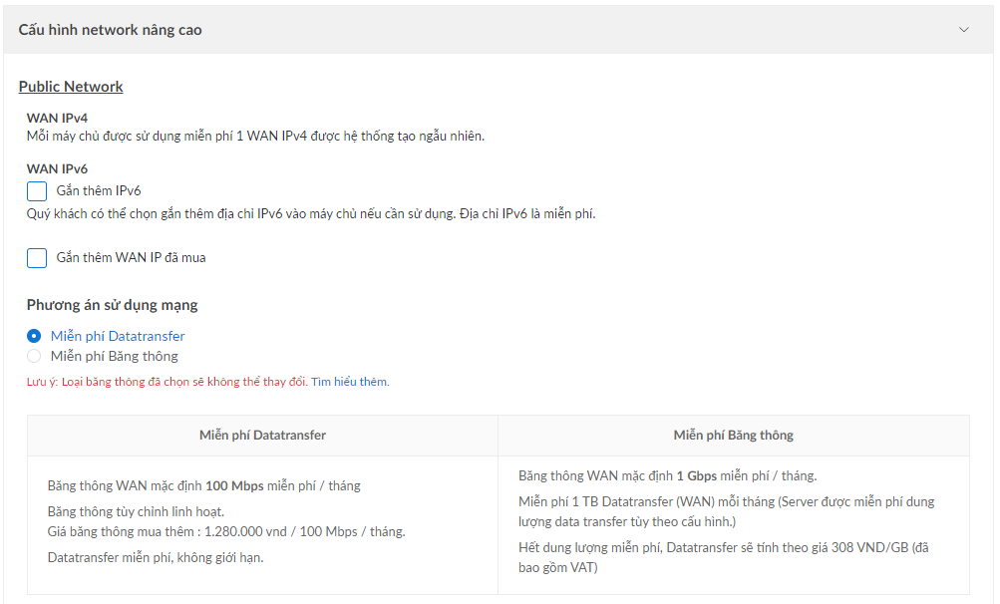 Cấu hình network nâng cao
Public Network
WAN IPv4
Mỗi máy chủ được sử dụng miễn phí 1 WAN IPv4 được hệ thống tạo ngẫu nhiên.
WAN IPv6
Gắn thêm IPv6
Quý khách có thể chọn gắn thêm địa chỉ IPv6 vào máy chủ nếu cần sử dụng. Địa chỉ IPv6 là miễn phí.
Gắn thêm WAN IP đã mua
Phương án sử dụng mạng
Miễn phí Datatransfer
Miễn phí Băng thông
Lưu ý: Loại băng thông đã chọn sẽ không thể thay đổi. Tìm hiểu thêm.
Miễn phí Datatransfer
Băng thông WAN mặc định 100 Mbps miễn phí / tháng
Băng thông tùy chỉnh linh hoạt.
Giá băng thông mua thêm : 1.280.000 vnd / 100 Mbps / tháng.
Datatransfer miễn phí, không giới hạn.
Miễn phí Băng thông
Băng thông WAN mặc định 1 Gbps miễn phí / tháng.
Miễn phí 1 TB Datatransfer (WAN) mỗi tháng (Server được miễn phí dung
lượng data transfer tùy theo cấu hình.)
Hết dung lượng miễn phí, Datatransfer sẽ tính theo giá 308 VND/GB (đã
bao gồm VAT)